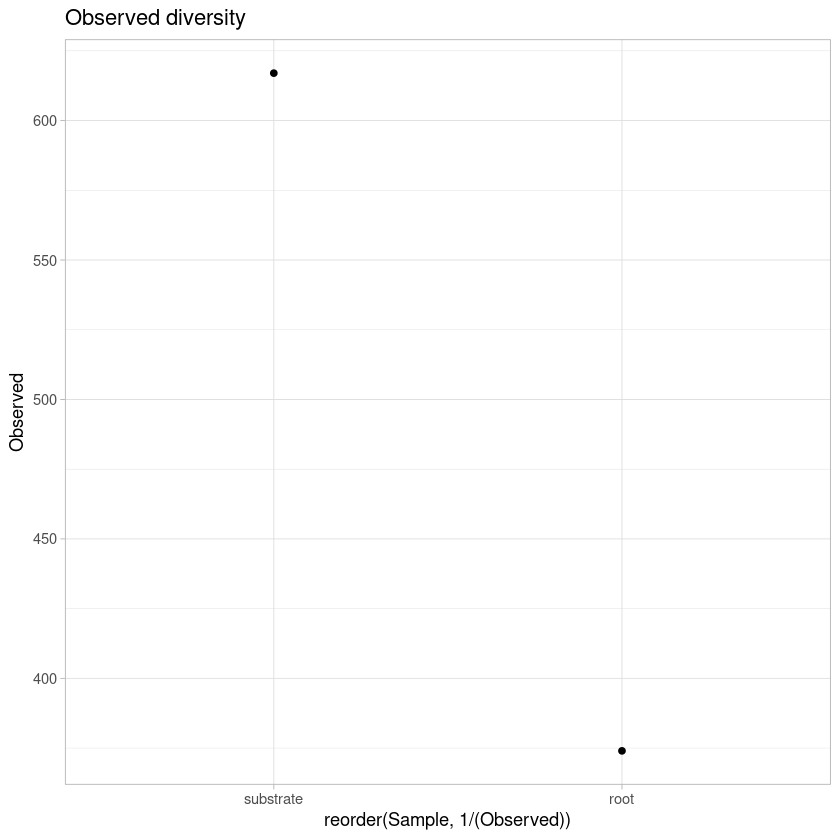 Observed diversity
600
550
500
450
400
Observed
substrate root
reorder(Sample, 1/(Observed))